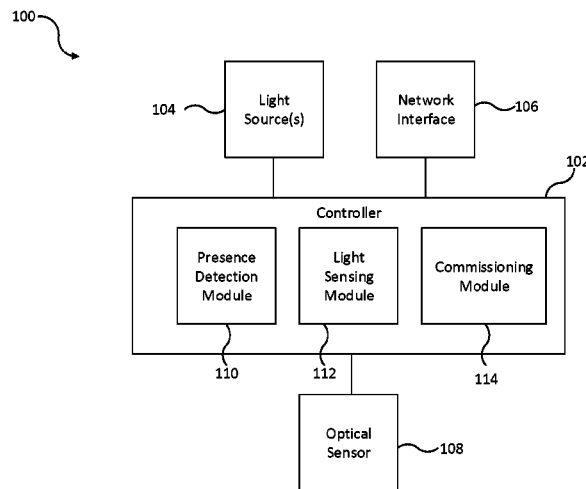 100
104
Light
Source(s)
Network
Interface
106
102
Controller
Presence
Detection
Module
Light
Sensing
Module
Commissioning
Module
110
112
114
Optical
Sensor
108